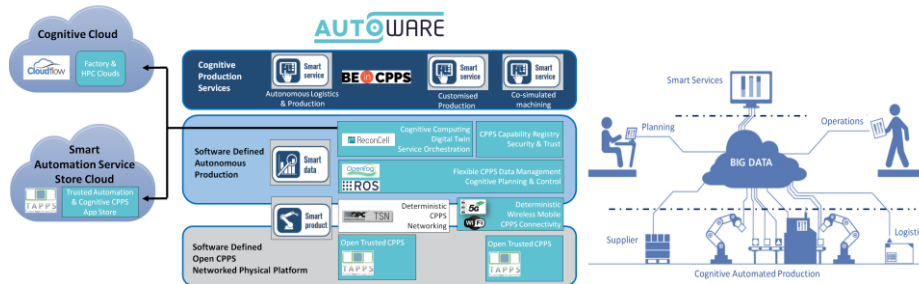 AUTOWARE
Cognitive Cloud
Cloudflow
Factory &
HPC Clouds
Smart
Automation Service
Store Cloud
TAPPS
Trusted Automation
& Cognitive CPPS
App Store
Cognitive
Production
Services
Smart
service
Autonomous Logistics
& Production
BE in CPPS
Smart
service
Customised
Production
Smart
service
Co-simulated
machining
Software Defined
Autonomous
Production
Smart
data
ReconCell
Cognitive Computing
Digital Twin
Service Orchestration
CPPS Capability Registry
Security & Trust
OpenFog
ROS
Flexible CPPS Data Management
Cognitive Planning & Control
Smart
product
TSN
Deterministic
CPPS
Networking
5G
WiFi
Deterministic
Wireless Mobile
CPPS Connectivity
Software Defined
Open CPPS
Networked Physical Platform
Open Trusted CPPS
TAPPS
Open Trusted CPPS
TAPPS
Smart Services
Planning
Operations
BIG DATA
Supplier
Logisti
Cognitive Automated Production